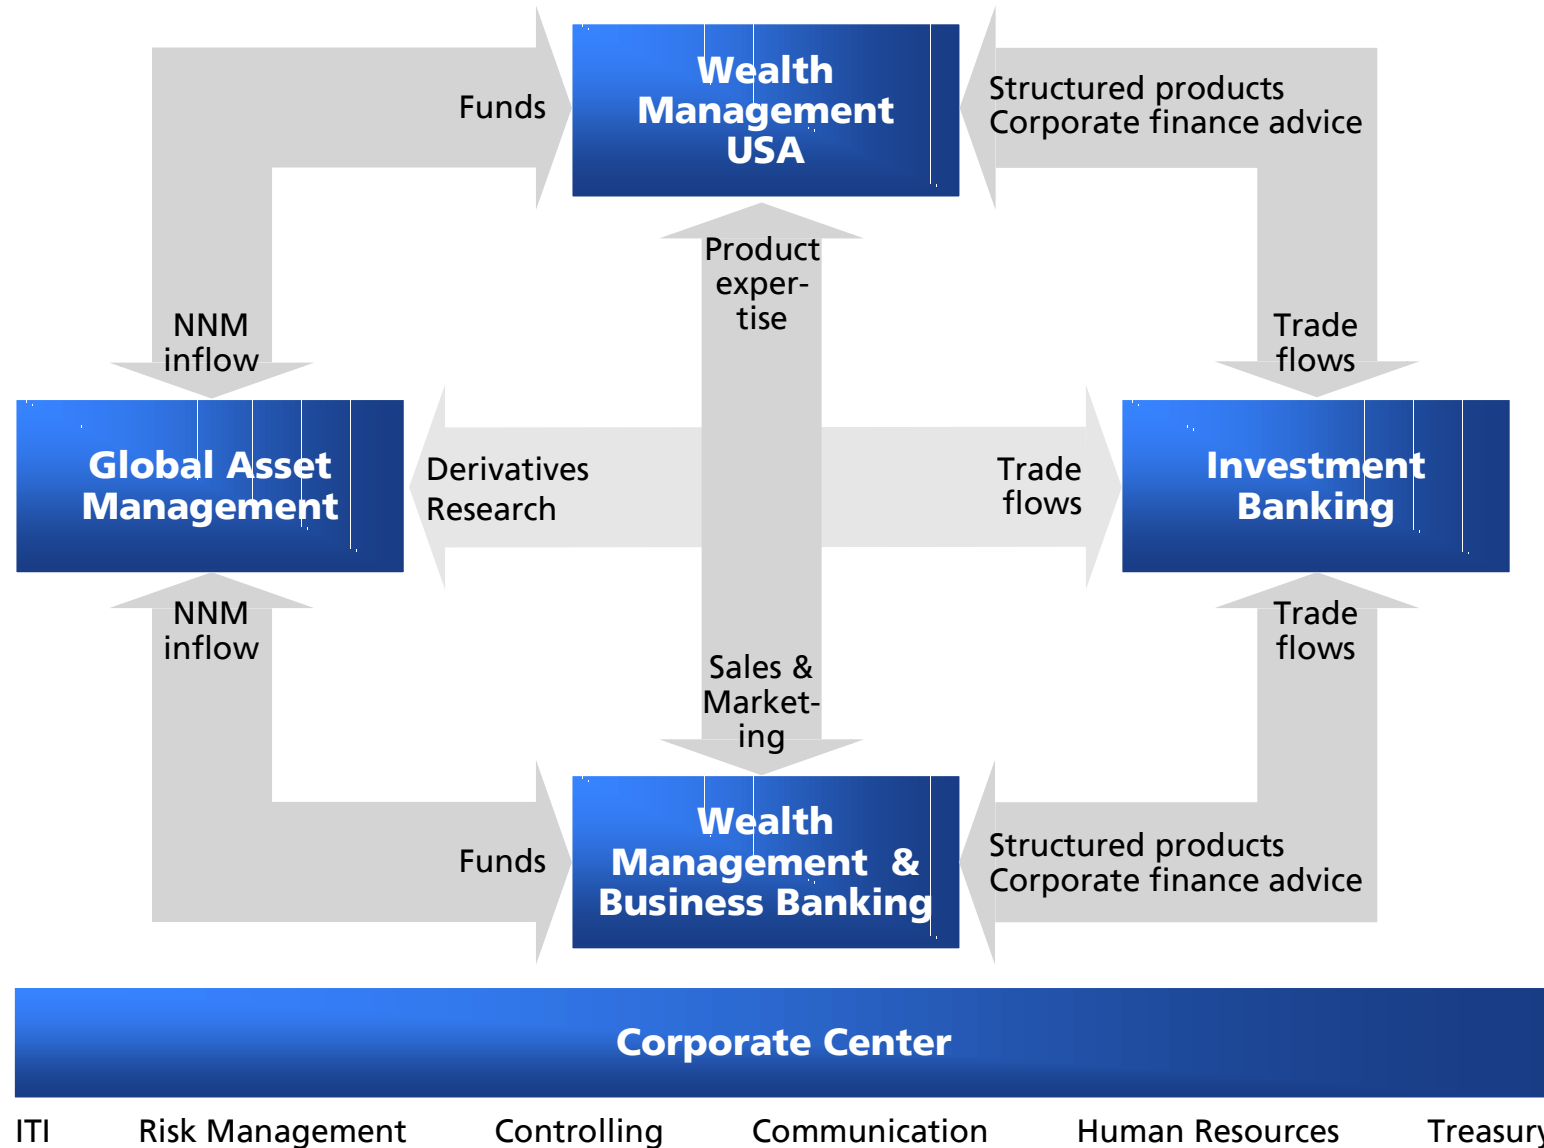 Wealth
Management
USA
Funds
Structured products
Corporate finance advice
Product
exper-
tise
NNM
inflow
Trade
flows
Global Asset
Management
Derivatives
Research
Trade
flows
Investment
Banking
NNM
inflow
Trade
flows
Sales &
Market-
ing
Wealth
Management &
Business Banking
Funds
Structured products
Corporate finance advice
Corporate Center
ITI Risk Management Controlling Communication Human Resources Treasury